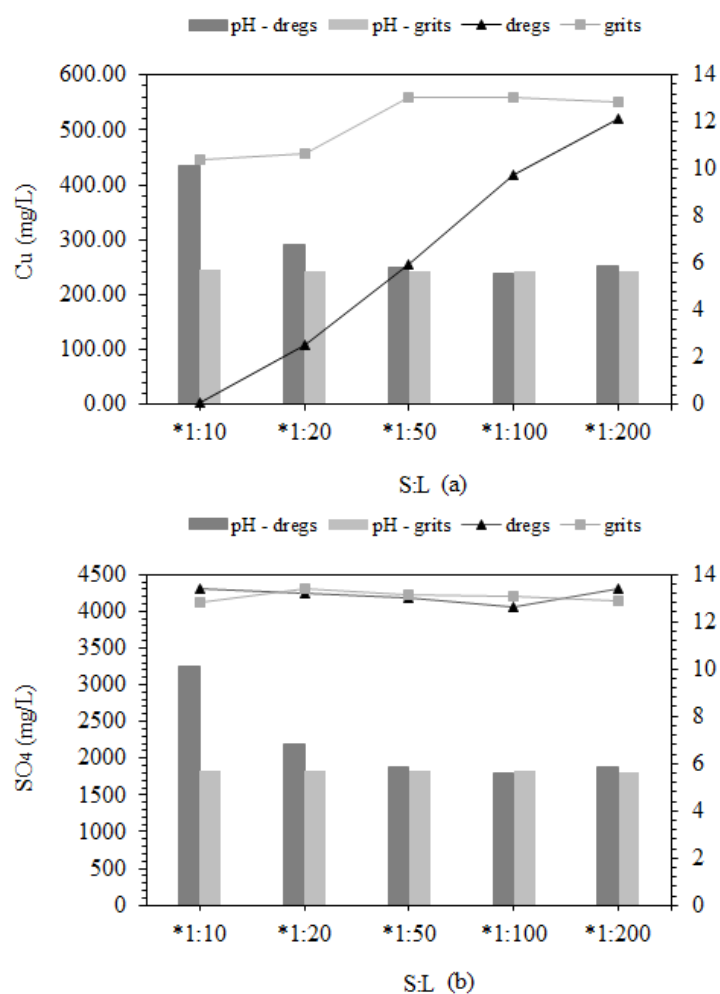 pH - dregs pH - grits dregs grits
600.00 14
500.00 12
400.00 10
300.00 8
200.00 6
100.00 4
0.00 2
0
Cu (mg/L)
*1:10 *1:20 *1:50 *1:100 *1:200
S:L (a)
pH - dregs pH - grits dregs grits
4500 14
4000 12
3500 10
3000 8
2500 6
2000 4
1500 2
1000 0
500
0
SO4 (mg/L)
*1:10 *1:20 *1:50 *1:100 *1:200
S:L (b)